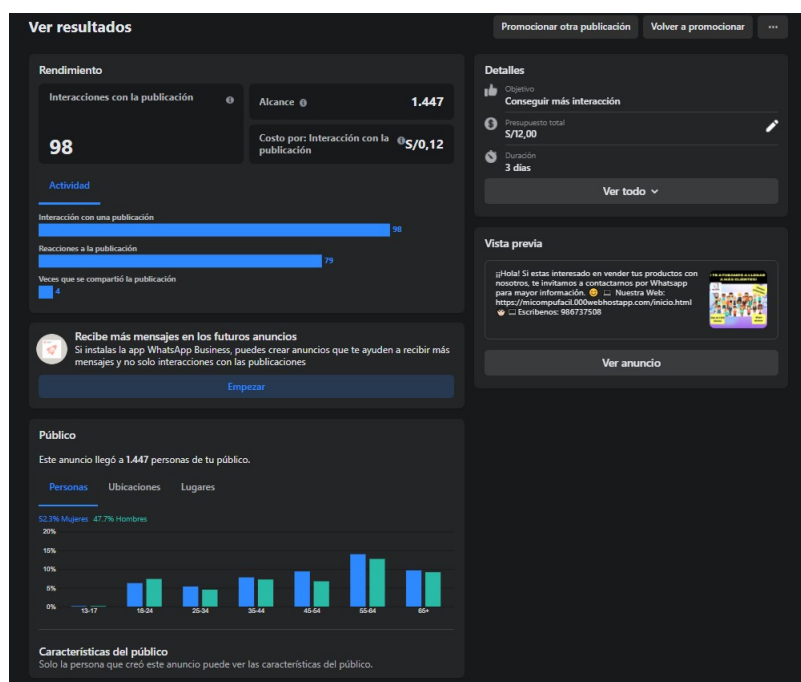 Ver resultados
Promocionar otra publicación
Volver a promocionar
Rendimiento
Interacciones con la publicación
98
Alcance
1.447
Costo por: Interacción con la
publicación
S/0,12
Actividad
Interacción con una publicación
98
Reacciones a la publicación
79
Veces que se compartió la publicación
4
Recibe más mensajes en los futuros
anuncios
Si instalas la app WhatsApp Business, puedes crear anuncios que te ayuden a recibir más
mensajes y no solo interacciones con las publicaciones
Empezar
Público
Este anuncio llegó a 1.447 personas de tu público.
Personas
Ubicaciones
Lugares
52.3% Mujeres 47.7% Hombres
20%
15%
10%
5%
0%
13-17
18-24
25-34
35-44
45-54
55-64
65+
Características del público
Solo la persona que creó este anuncio puede ver las características del público.
Detalles
Objetivo
Conseguir más interacción
Presupuesto total
S/12,00
Duración
3 días
Ver todo
Vista previa
¡¡Hola! Si estas interesado en vender tus productos con
nosotros, te invitamos a contactarnos por Whatsapp
para mayor información. 😀 Nuestra Web:
https://micompufacil.000webhostapp.com/inicio.html
Escribenos: 986737508
Ver anuncio